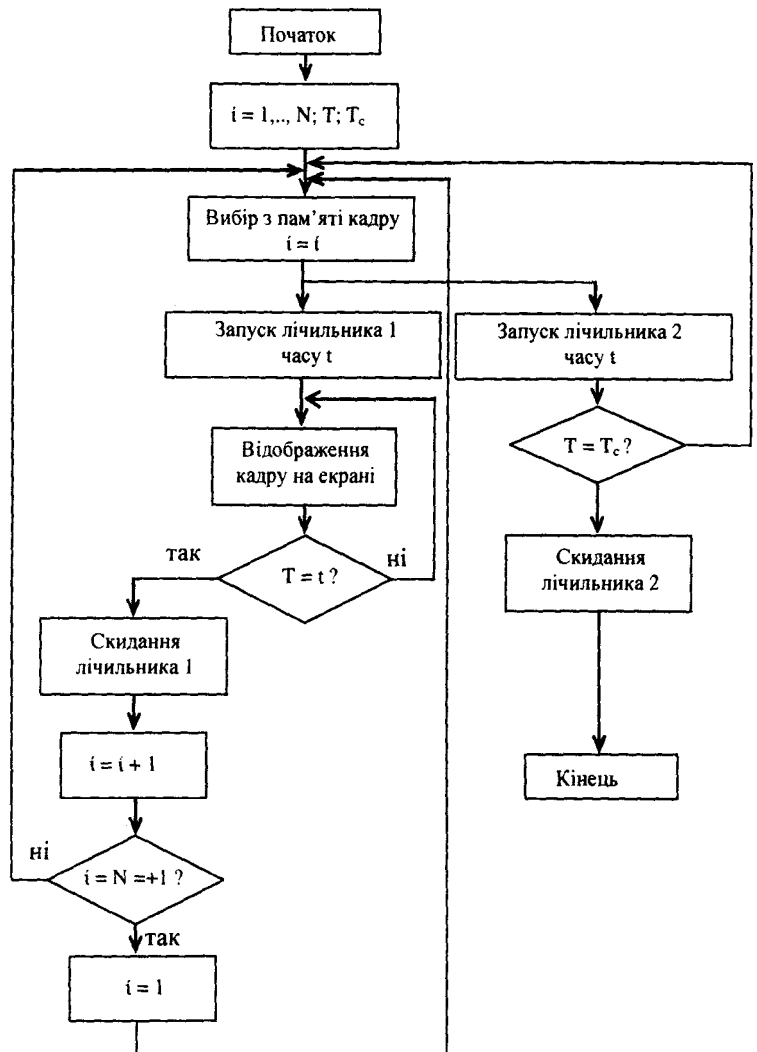 Початок
i = 1,.., N; T; Tc
Вибір з пам’яті кадру
i = i
Запуск лічильника 1
часу t
Запуск лічильника 2
часу t
Відображення
кадру на екрані
T = Tc ?
так
T = t ?
ні
Скидання
лічильника 2
Скидання
лічильника 1
i = i + 1
Кінець
ні
i = N =+1 ?
так
i = 1